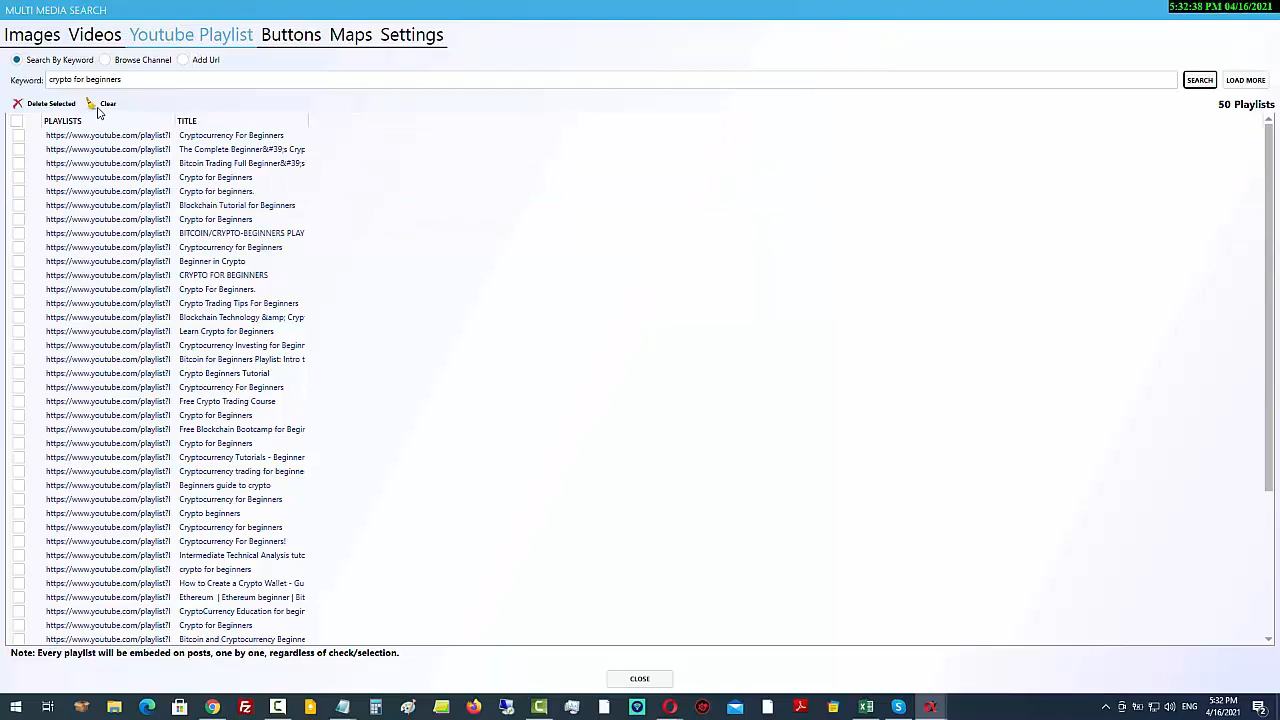 MULTI MEDIA SEARCH
5:32:38 PM 04/16/2021
Images Videos Youtube Playlist Buttons Maps Settings
Search By Keyword Browse Channel Add Url
Keyword: crypto for beginners SEARCH LOAD MORE
Delete Selected Clear 50 Playlists
PLAYLISTS TITLE
https://www.youtube.com/playlist?l Cryptocurrency For Beginners
https://www.youtube.com/playlist?l The Complete Beginner&#39;s Cryp
https://www.youtube.com/playlist?l Bitcoin Trading Full Beginner&#39;s
https://www.youtube.com/playlist?l Crypto for Beginners
https://www.youtube.com/playlist?l Crypto for beginners.
https://www.youtube.com/playlist?l Blockchain Tutorial for Beginners
https://www.youtube.com/playlist?l Crypto for Beginners
https://www.youtube.com/playlist?l BITCOIN/CRYPTO-BEGINNERS PLAY
https://www.youtube.com/playlist?l Cryptocurrency for Beginners
https://www.youtube.com/playlist?l Beginner in Crypto
https://www.youtube.com/playlist?l CRYPTO FOR BEGINNERS
https://www.youtube.com/playlist?l Crypto For Beginners.
https://www.youtube.com/playlist?l Crypto Trading Tips For Beginners
https://www.youtube.com/playlist?l Blockchain Technology &amp; Cryp
https://www.youtube.com/playlist?l Learn Crypto for Beginners
https://www.youtube.com/playlist?l Cryptocurrency Investing for Beginr
https://www.youtube.com/playlist?l Bitcoin for Beginners Playlist: Intro t
https://www.youtube.com/playlist?l Crypto Beginners Tutorial
https://www.youtube.com/playlist?l Cryptocurrency For Beginners
https://www.youtube.com/playlist?l Free Crypto Trading Course
https://www.youtube.com/playlist?l Crypto for Beginners
https://www.youtube.com/playlist?l Free Blockchain Bootcamp for Begir
https://www.youtube.com/playlist?l Crypto for Beginners
https://www.youtube.com/playlist?l Cryptocurrency Tutorials - Beginner
https://www.youtube.com/playlist?l Cryptocurrency trading for beginne
https://www.youtube.com/playlist?l Beginners guide to crypto
https://www.youtube.com/playlist?l Cryptocurrency for Beginners
https://www.youtube.com/playlist?l Crypto beginners
https://www.youtube.com/playlist?l Cryptocurrency for beginners
https://www.youtube.com/playlist?l Cryptocurrency For Beginners!
https://www.youtube.com/playlist?l Intermediate Technical Analysis tutc
https://www.youtube.com/playlist?l crypto for beginners
https://www.youtube.com/playlist?l How to Create a Crypto Wallet - Gu
https://www.youtube.com/playlist?l Ethereum | Ethereum beginner | Bit
https://www.youtube.com/playlist?l CryptoCurrency Education for begir
https://www.youtube.com/playlist?l Crypto for Beginners
https://www.youtube.com/playlist?l Bitcoin and Cryptocurrency Beginne
Note: Every playlist will be embeded on posts, one by one, regardless of check/selection.
CLOSE
ENG 5:32 PM
4/16/2021